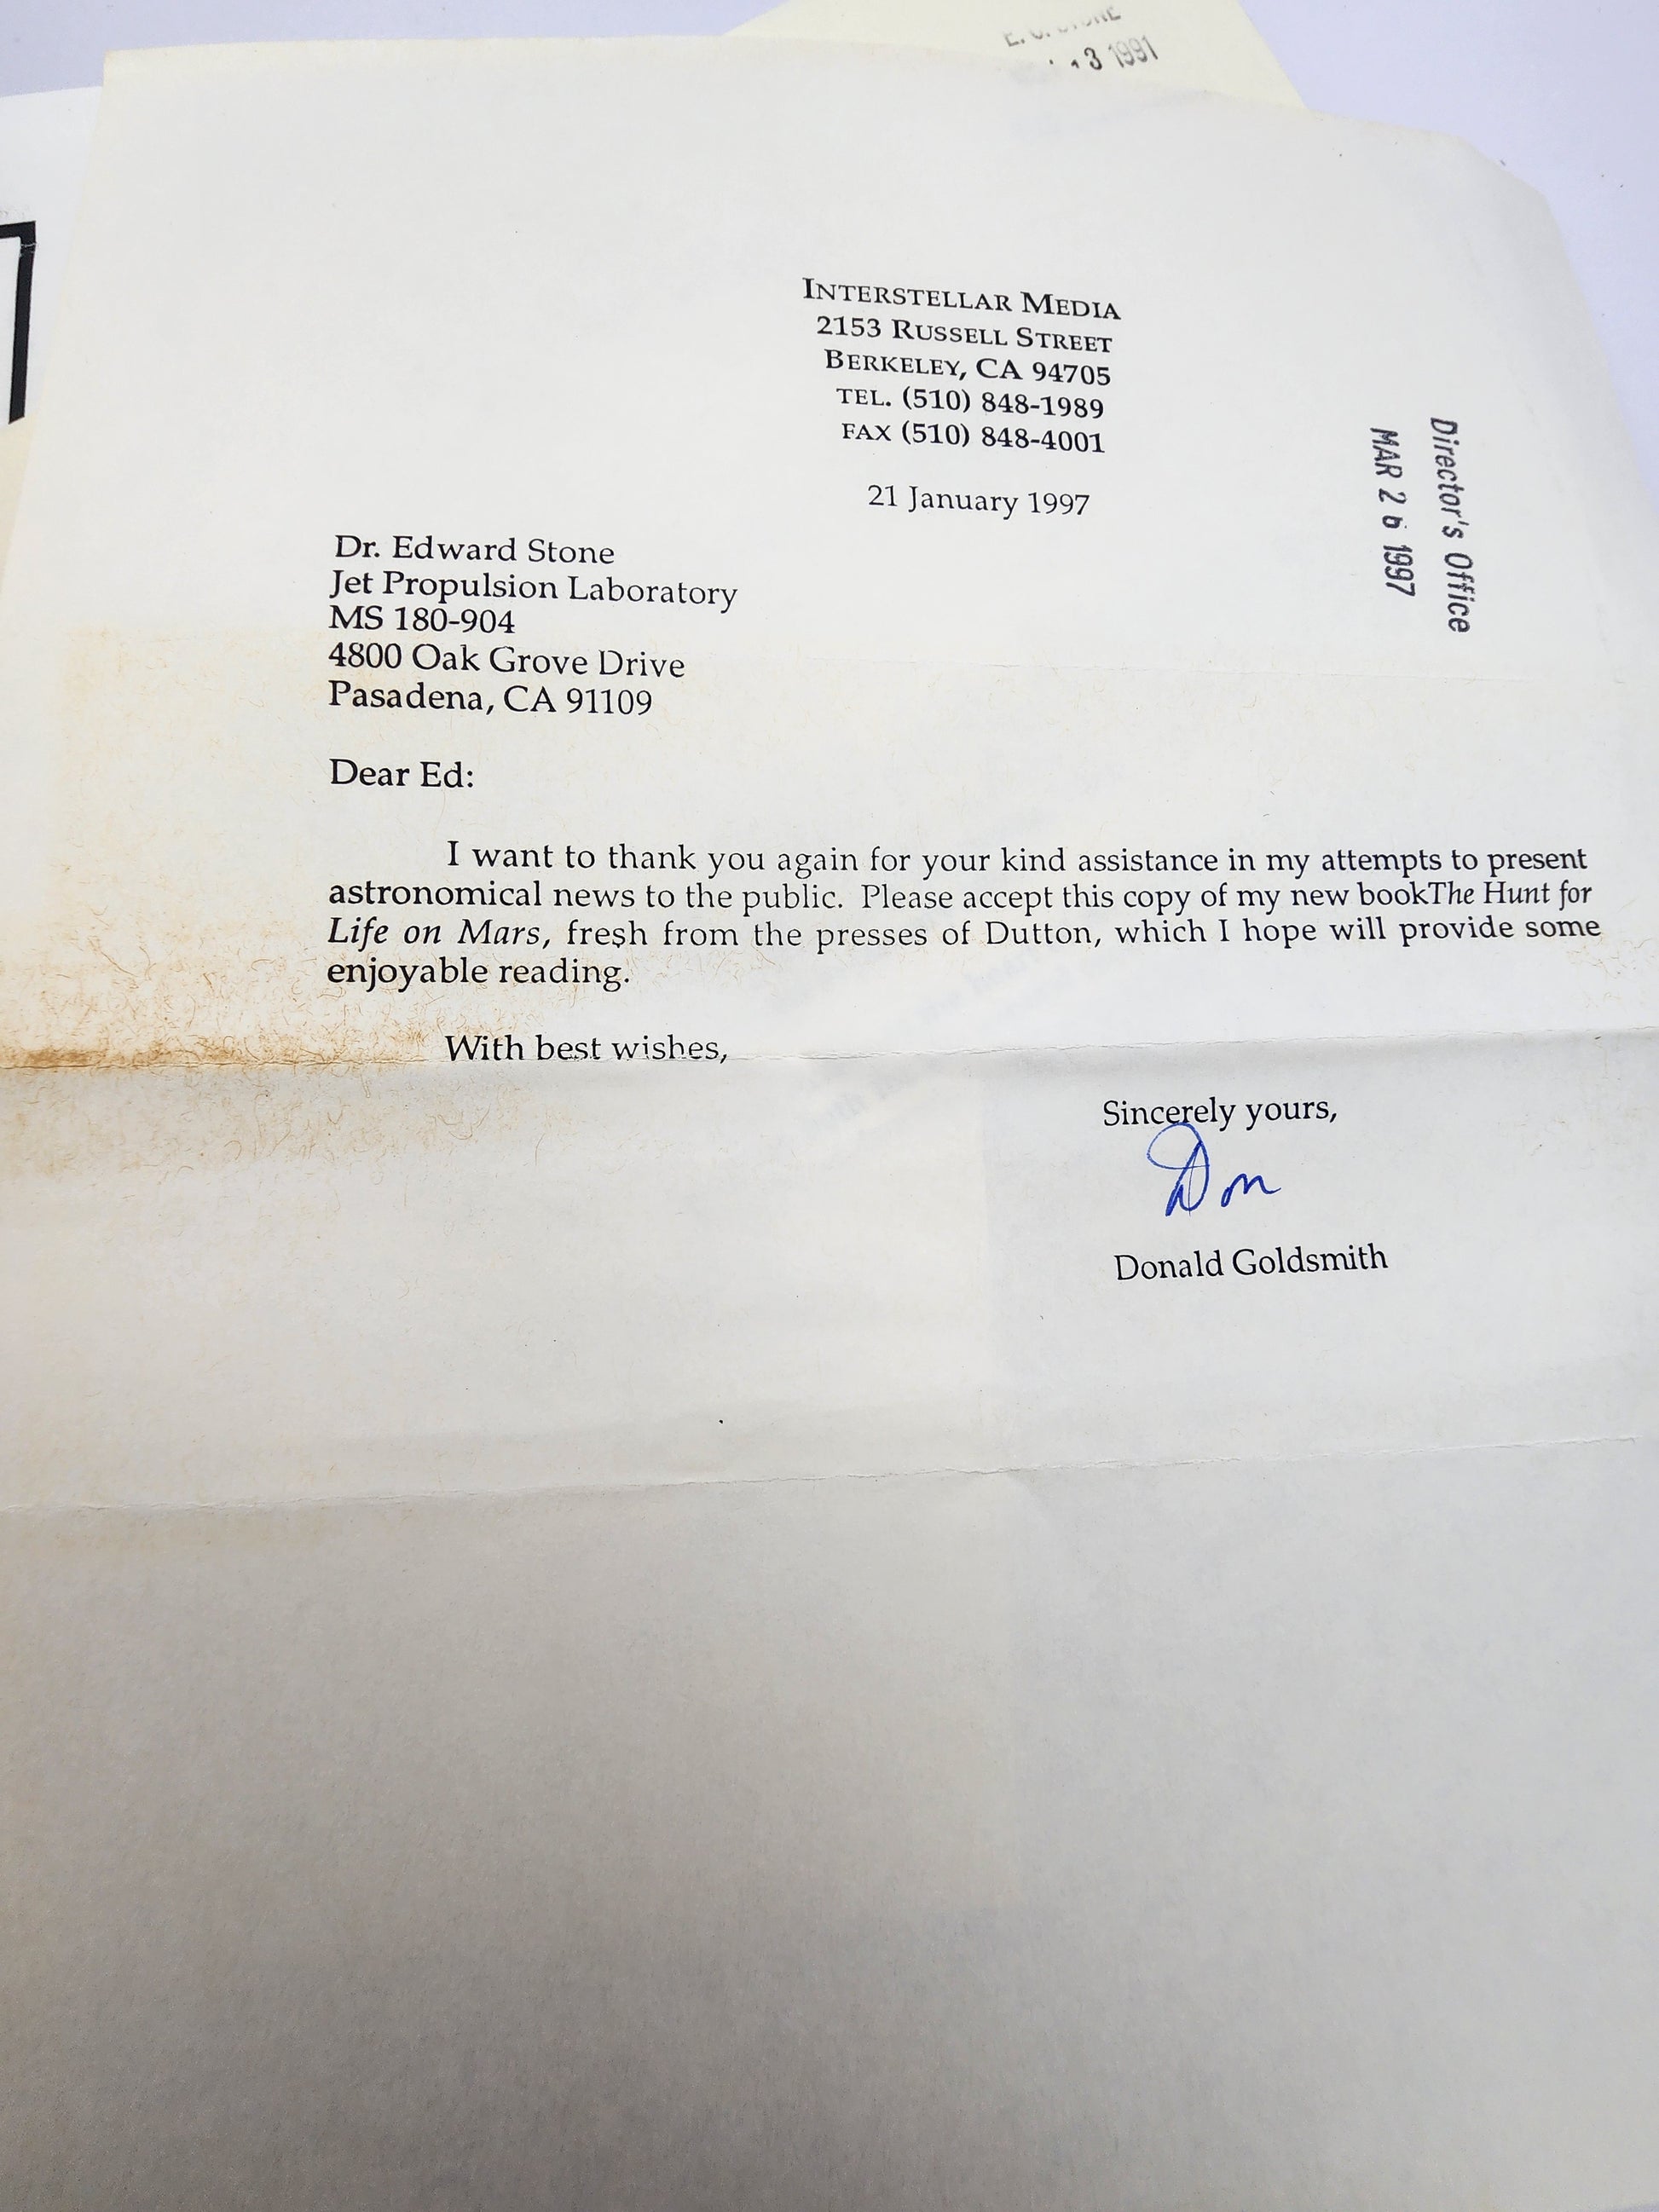 3 1991
INTERSTELLAR MEDIA
2153 RUSSELL STREET
BERKELEY, CA 94705
TEL. (510) 848-1989
FAX (510) 848-4001
21 January 1997
Director's Office
MAR 26 1997
Dr. Edward Stone
Jet Propulsion Laboratory
MS 180-904
4800 Oak Grove Drive
Pasadena, CA 91109
Dear Ed:
I want to thank you again for your kind assistance in my attempts to present
astronomical news to the public. Please accept this copy of my new bookThe Hunt for
Life on Mars, fresh from the presses of Dutton, which I hope will provide some
enjoyable reading.
With best wishes,
Sincerely yours,
Don
Donald Goldsmith